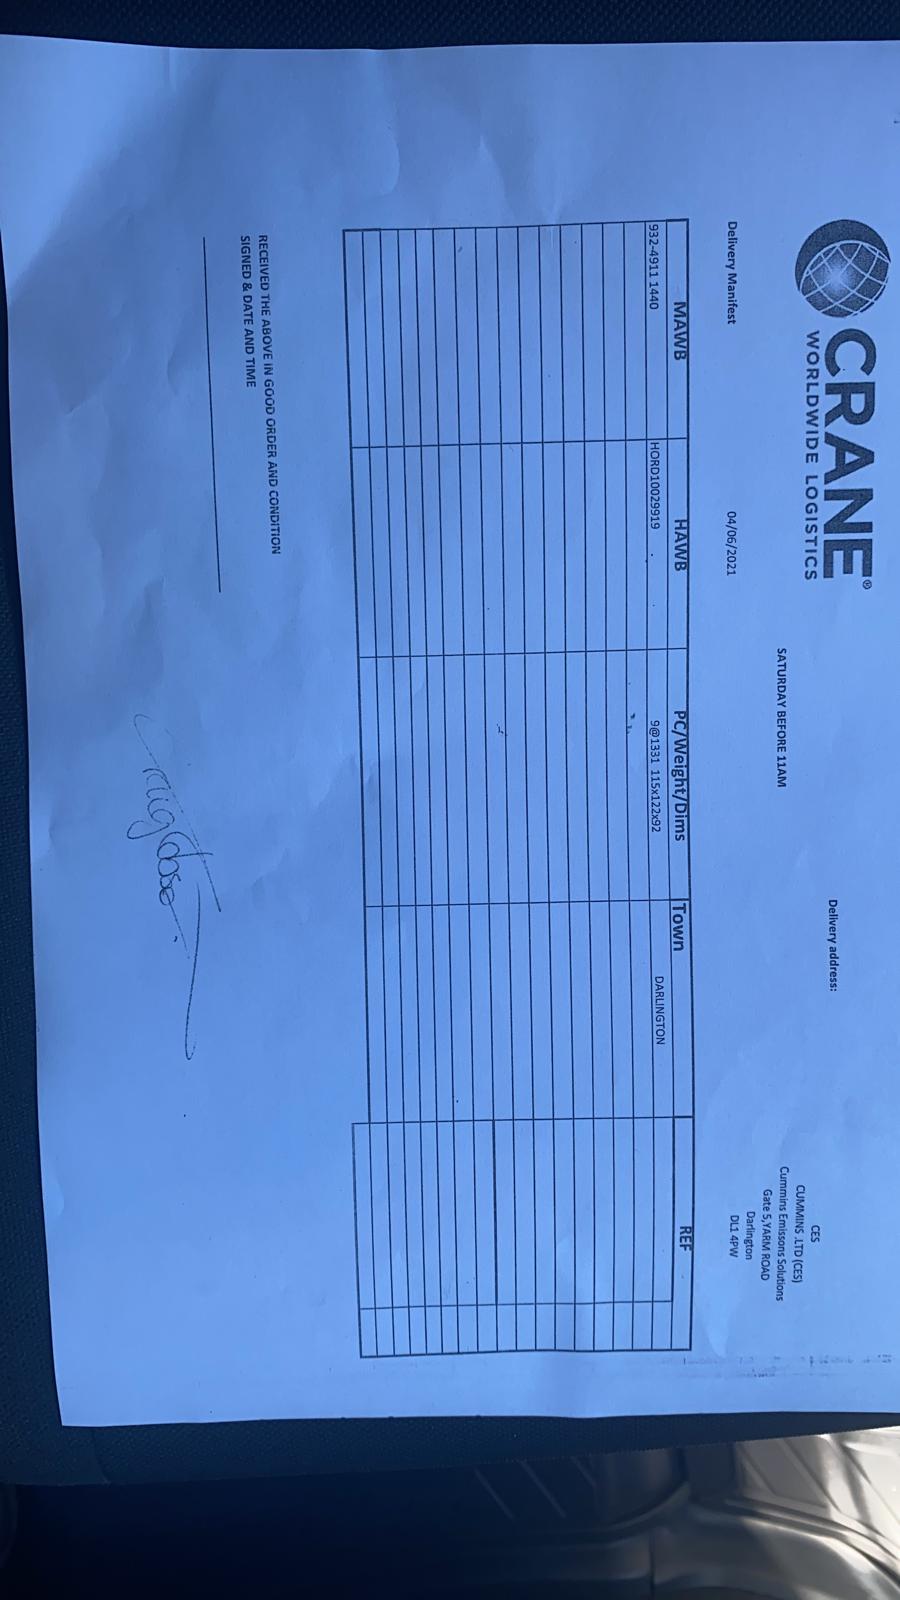 CRANE®
WORLDWIDE LOGISTICS
SATURDAY BEFORE 11AM
Delivery address:
CES
CUMMINS .LTD (CES)
Cummins Emissons Solutions
Gate 5,YARM ROAD
Darlington
DL1 4PW
Delivery Manifest 04/06/2021
MAWB HAWB PC/Weight/Dims Town REF
932-4911 1440 HORD10029919 9@1331 115x122x92 DARLINGTON
RECEIVED THE ABOVE IN GOOD ORDER AND CONDITION
SIGNED & DATE AND TIME